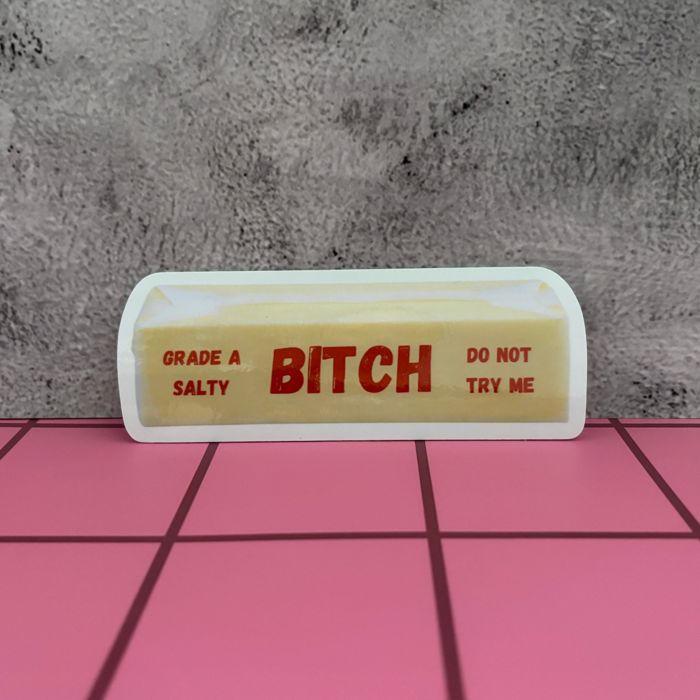 GRADE A
SALTY
BITCH
DO NOT
TRY ME